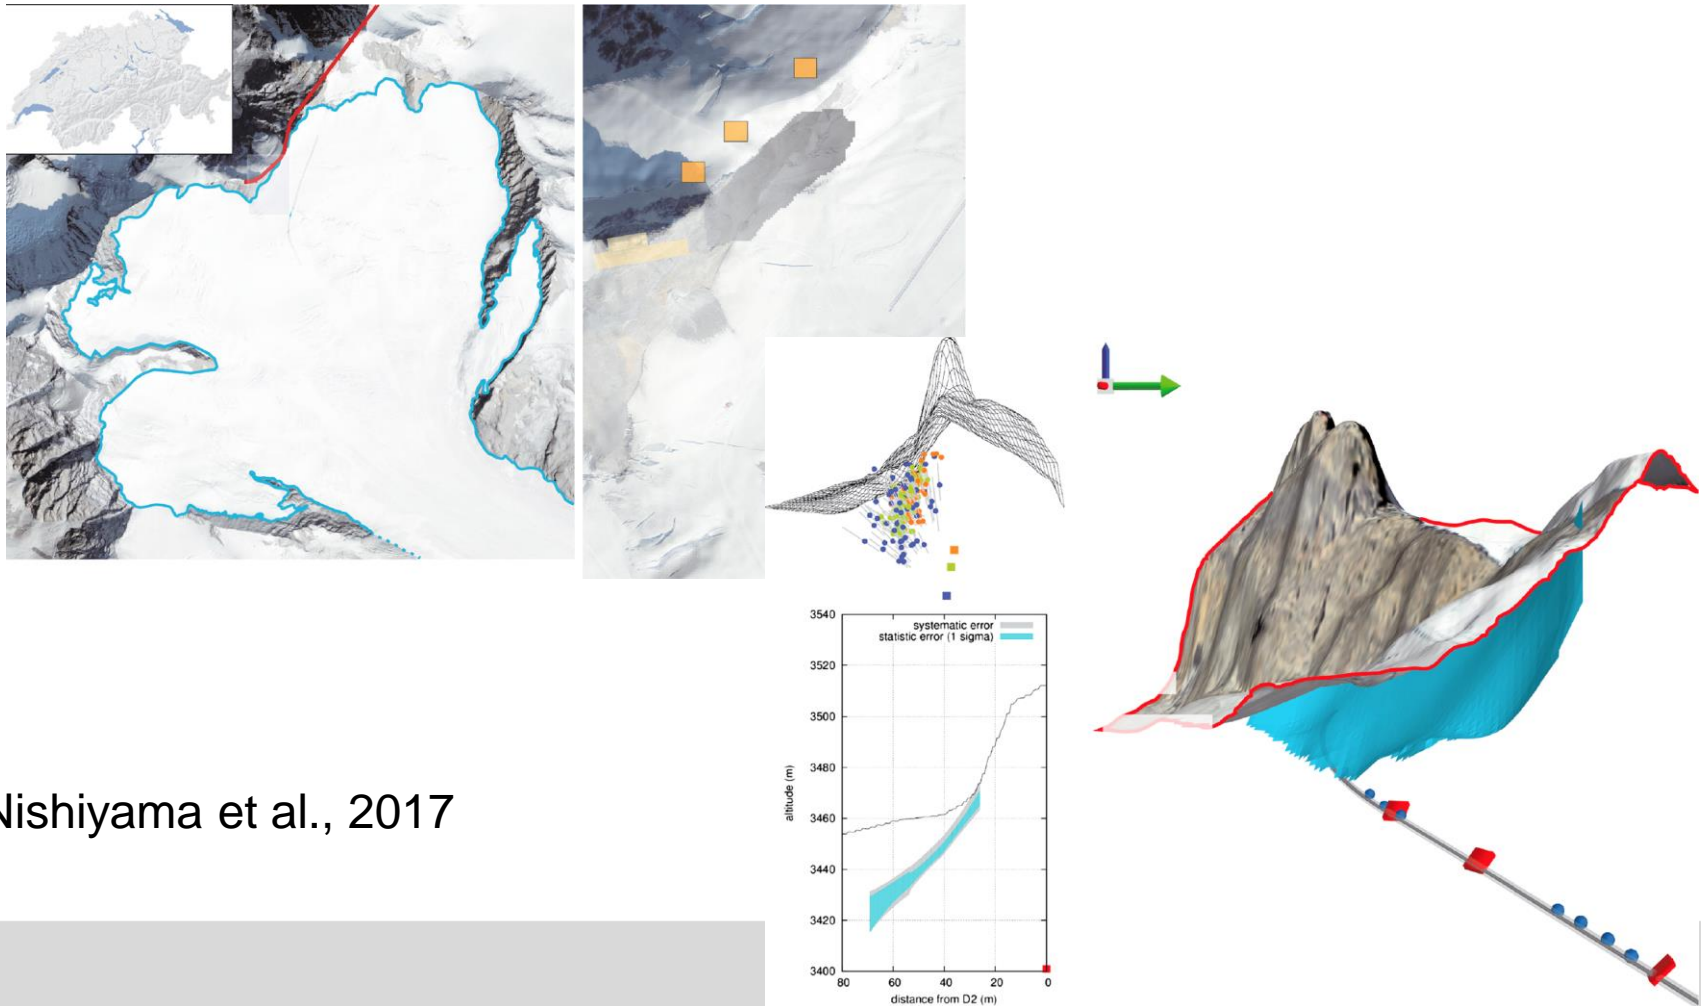 systematic error
statistic error (1 sigma)
3540
3520
3500
3480
3460
3440
3420
3400
altitude (m)
80 60 40 20 0
distance from D2 (m)
Nishiyama et al., 2017